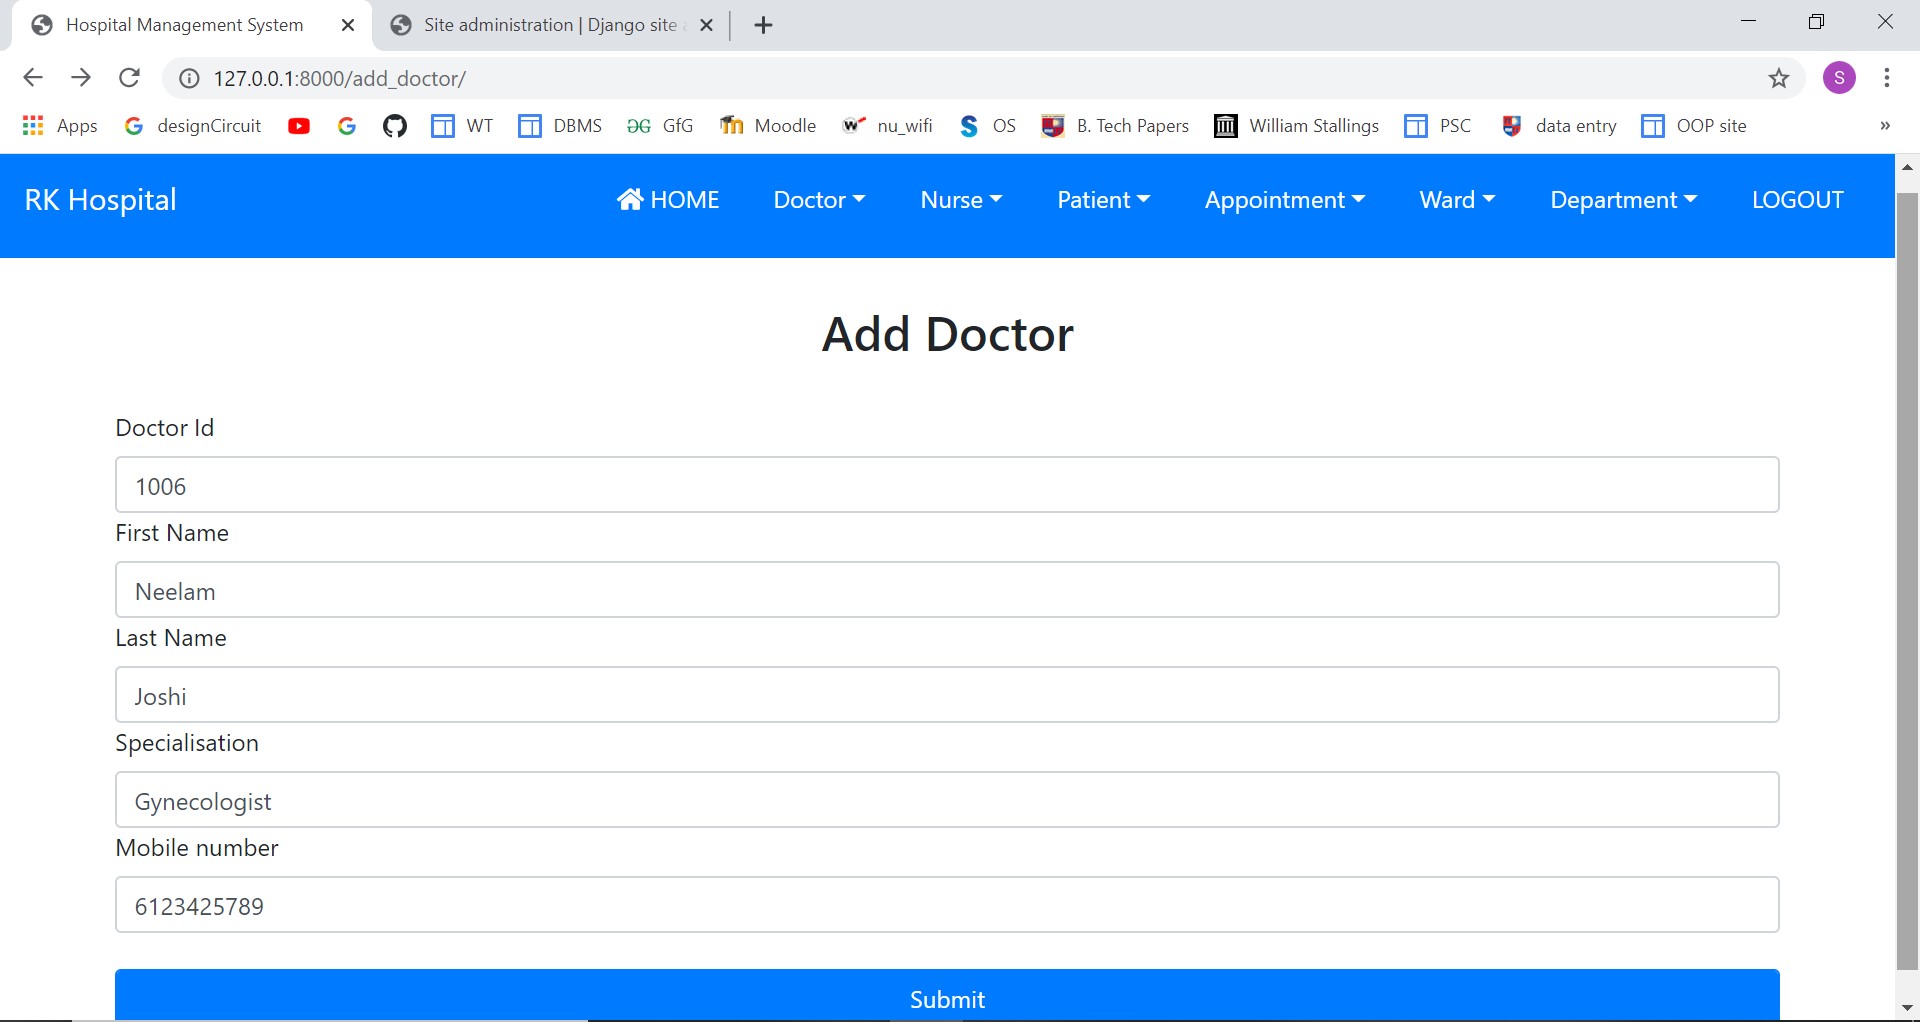 Hospital Management System
Site administration | Django site
127.0.0.1:8000/add_doctor/
S
Apps designCircuit WT DBMS GfG Moodle nu_wifi OS B. Tech Papers William Stallings PSC data entry OOP site »
RK Hospital HOME Doctor Nurse Patient Appointment Ward Department LOGOUT
Add Doctor
Doctor Id
1006
First Name
Neelam
Last Name
Joshi
Specialisation
Gynecologist
Mobile number
6123425789
Submit